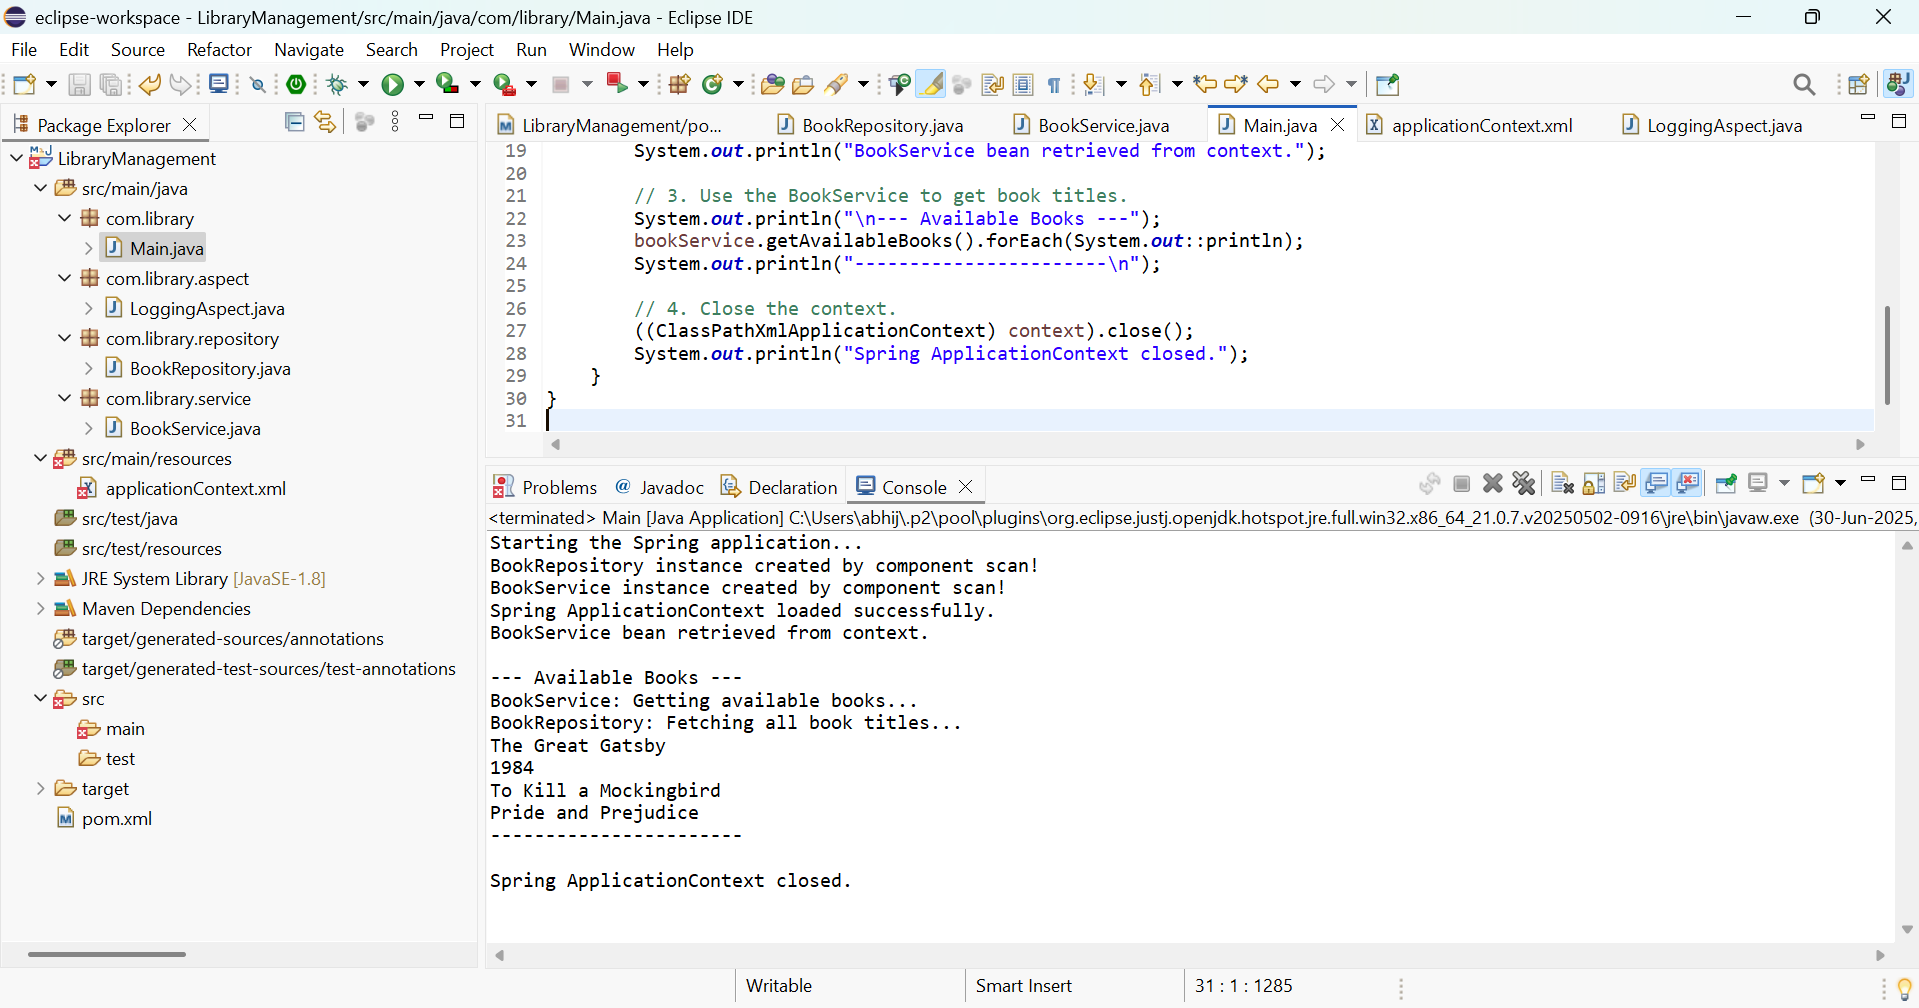 eclipse-workspace - LibraryManagement/src/main/java/com/library/Main.java - Eclipse IDE
File Edit Source Refactor Navigate Search Project Run Window Help
Package Explorer
LibraryManagement
src/main/java
com.library
Main.java
com.library.aspect
LoggingAspect.java
com.library.repository
BookRepository.java
com.library.service
BookService.java
src/main/resources
applicationContext.xml
src/test/java
src/test/resources
JRE System Library [JavaSE-1.8]
Maven Dependencies
target/generated-sources/annotations
target/generated-test-sources/test-annotations
src
main
test
target
pom.xml
LibraryManagement/po... BookRepository.java BookService.java Main.java applicationContext.xml LoggingAspect.java
19 System.out.println("BookService bean retrieved from context.");
20
21 // 3. Use the BookService to get book titles.
22 System.out.println("\n--- Available Books ---");
23 bookService.getAvailableBooks().forEach(System.out::println);
24 System.out.println("-----------------------\n");
25
26 // 4. Close the context.
27 ((ClassPathXmlApplicationContext) context).close();
28 System.out.println("Spring ApplicationContext closed.");
29 }
30 }
31
Problems @ Javadoc Declaration Console
<terminated> Main [Java Application] C:\Users\abhij\.p2\pool\plugins\org.eclipse.justj.openjdk.hotspot.jre.full.win32.x86_64_21.0.7.v20250502-0916\jre\bin\javaw.exe (30-Jun-2025,
Starting the Spring application...
BookRepository instance created by component scan!
BookService instance created by component scan!
Spring ApplicationContext loaded successfully.
BookService bean retrieved from context.
--- Available Books ---
BookService: Getting available books...
BookRepository: Fetching all book titles...
The Great Gatsby
1984
To Kill a Mockingbird
Pride and Prejudice
-----------------------
Spring ApplicationContext closed.
Writable Smart Insert 31 : 1 : 1285